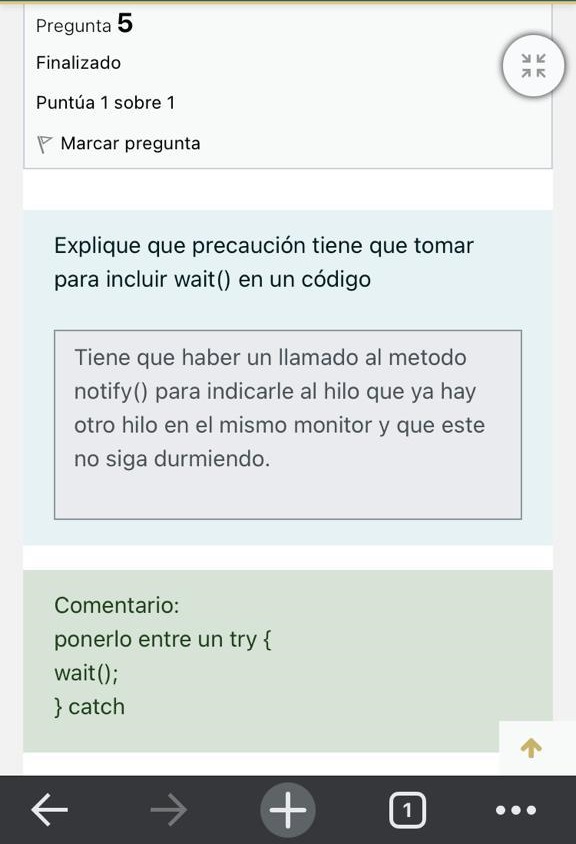 Pregunta 5
Finalizado
Puntúa 1 sobre 1
Marcar pregunta
Explique que precaución tiene que tomar
para incluir wait() en un código
Tiene que haber un llamado al metodo
notify() para indicarle al hilo que ya hay
otro hilo en el mismo monitor y que este
no siga durmiendo.
Comentario:
ponerlo entre un try {
wait();
} catch
1